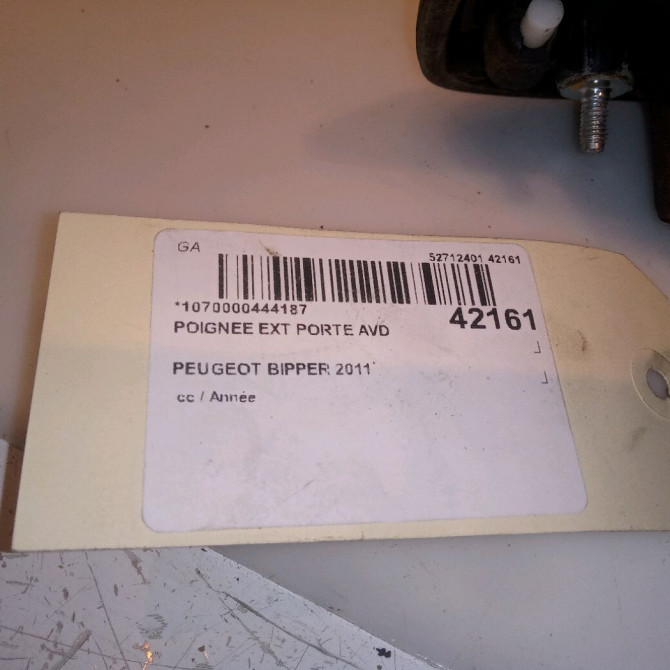 GA
52712401 42161
*1070000444187
42161
POIGNEE EXT PORTE AVD
PEUGEOT BIPPER 2011
cc / Année